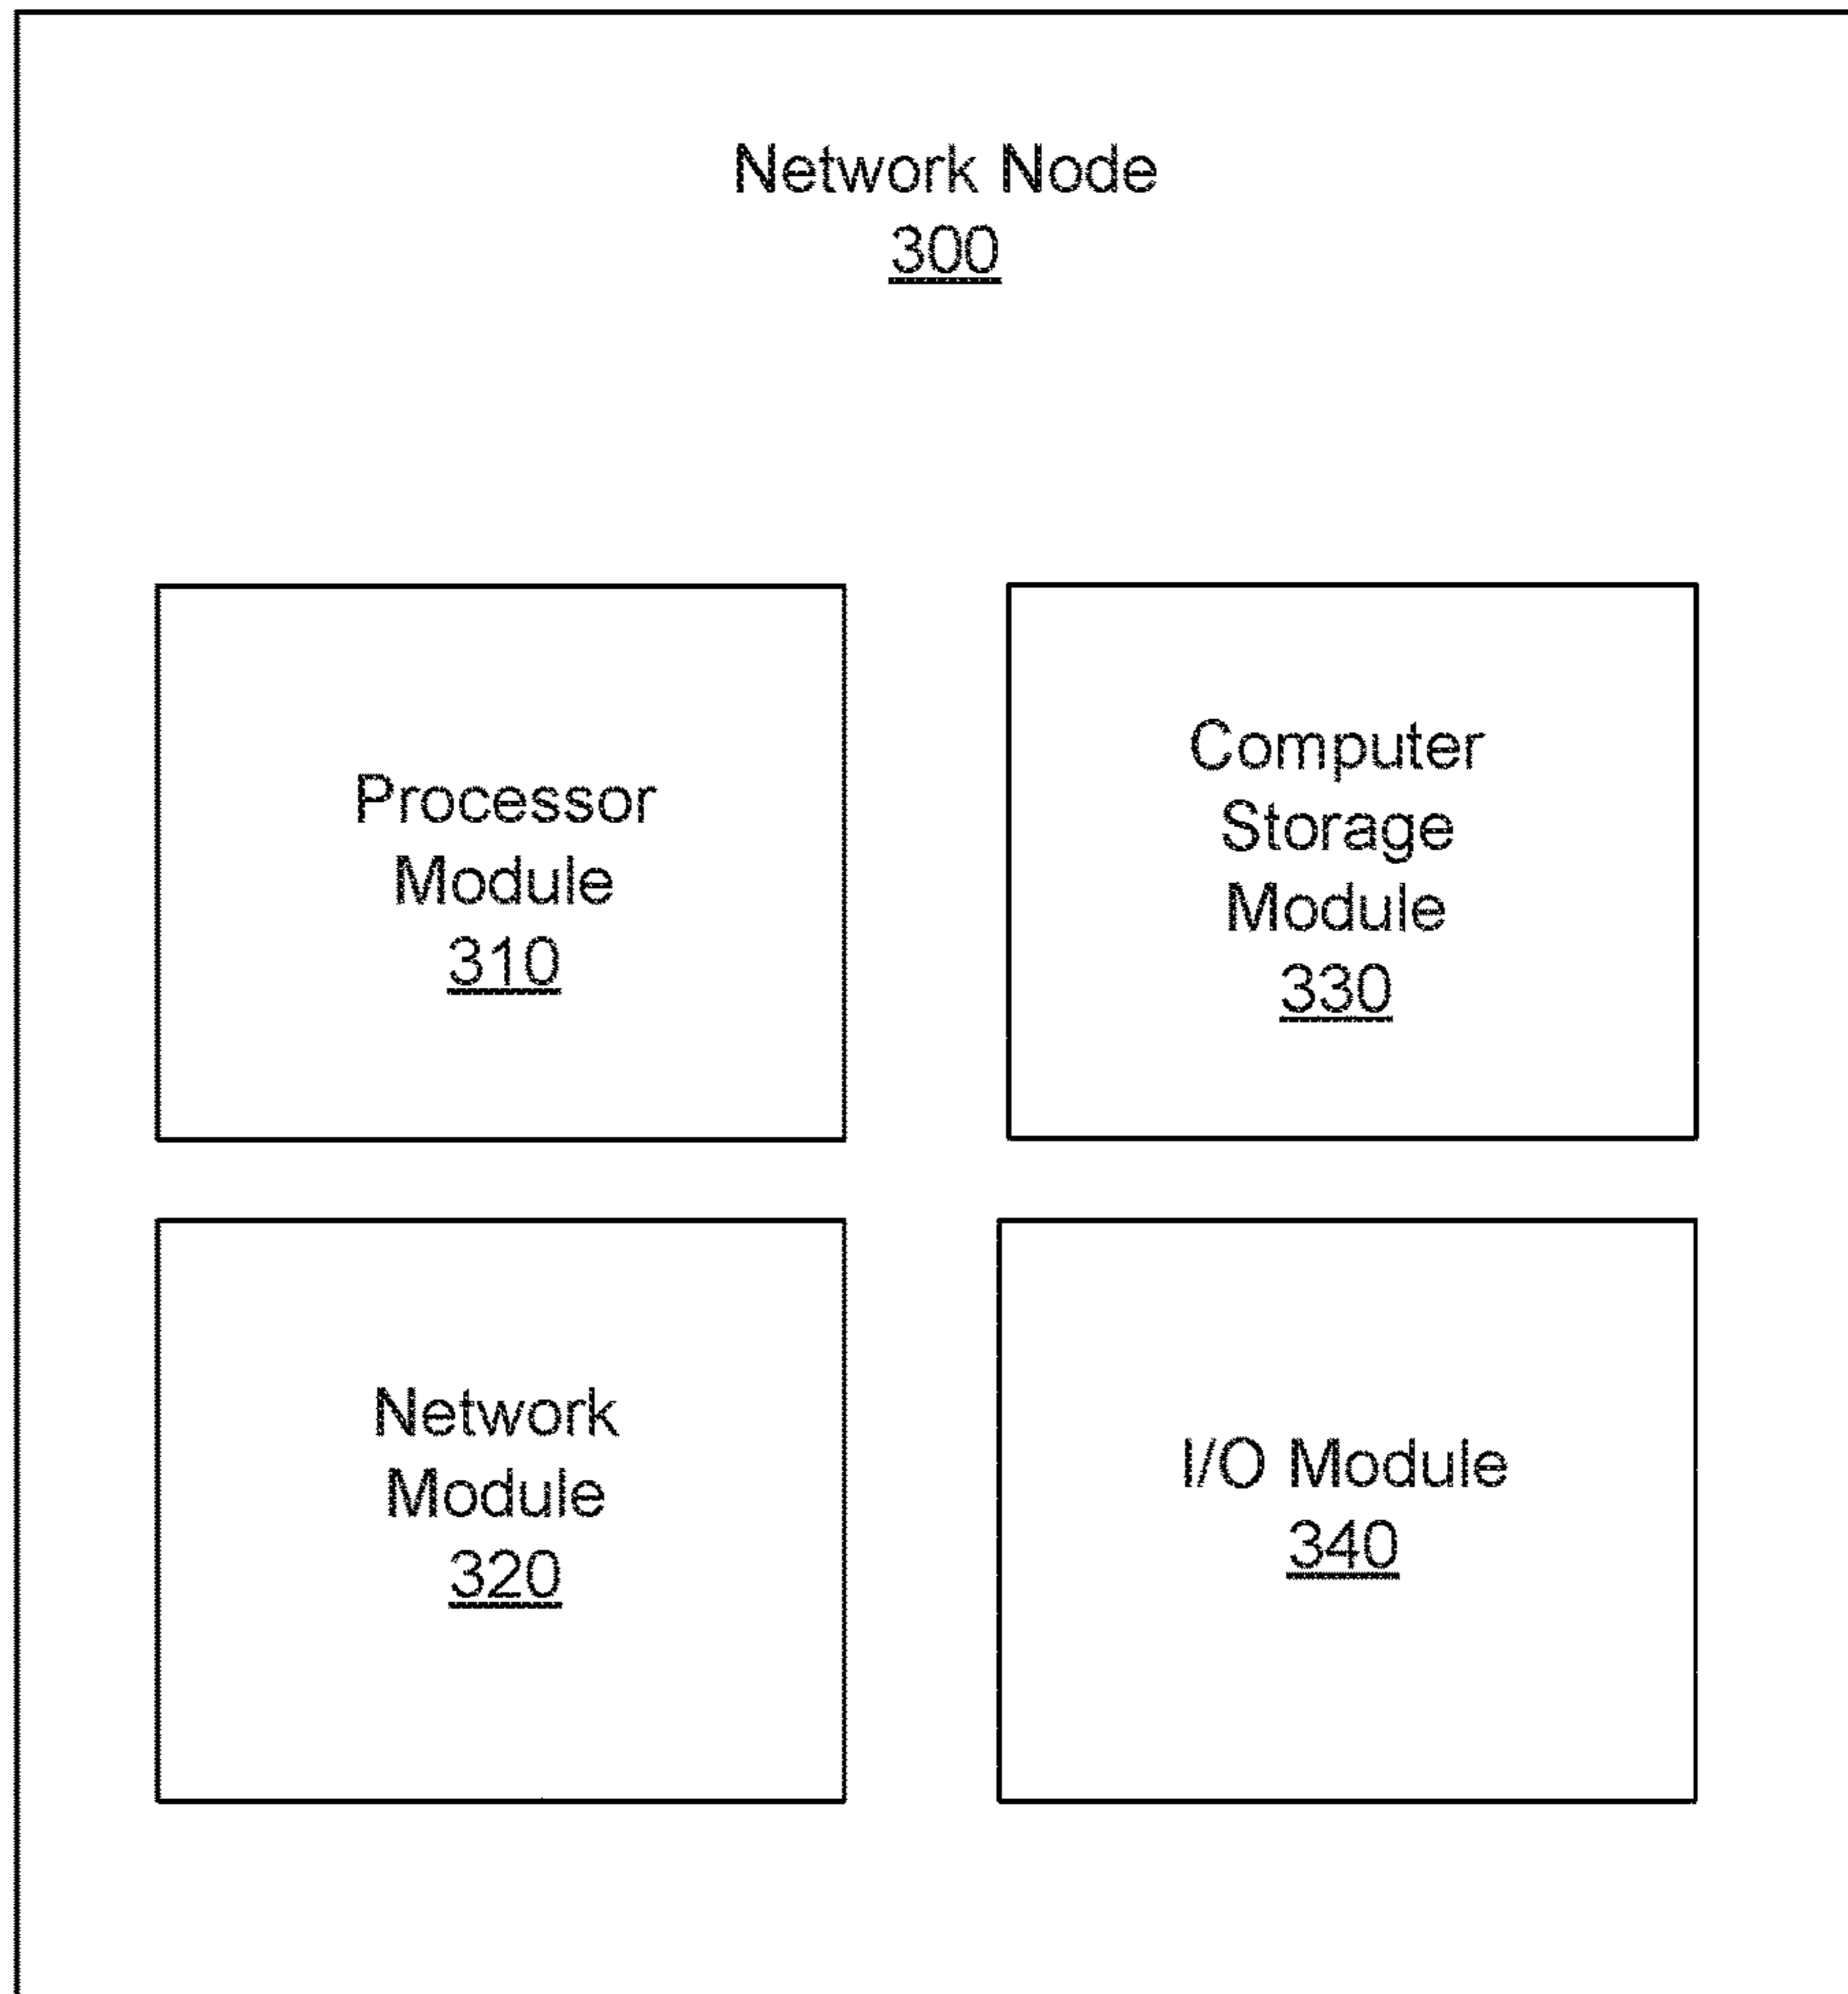 Network Node
300
Processor
Module
310
Computer
Storage
Module
330
Network
Module
320
I/O Module
340